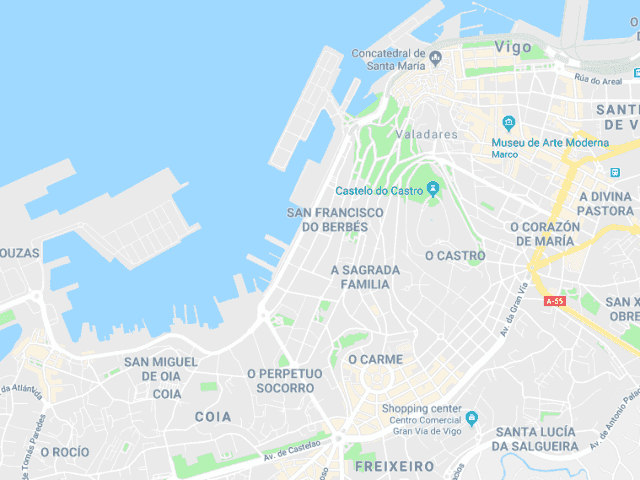 Vigo
Concatedral de
Santa María
Rúa do Areal
SANT
DE V
Valadares
Museu de Arte Moderna
Marco
Castelo do Castro
A DIVINA
PASTORA
SAN FRANCISCO
DO BERBÉS
O CORAZÓN
DE MARÍA
OUZAS
O CASTRO
A SAGRADA
FAMILIA
A-55
SAN X
OBRE
Av. da Gran Vía
SAN MIGUEL
DE OIA
COIA
O PERPETUO
SOCORRO
O CARME
da Atlántida
COIA
Shopping center
Centro Comercial
Gran Vía de Vigo
de Tomás Paredes
O ROCÍO
Av. de Castelao
SANTA LUCÍA
DA SALGUEIRA
Av. de Antonio Palac
FREIXEIRO